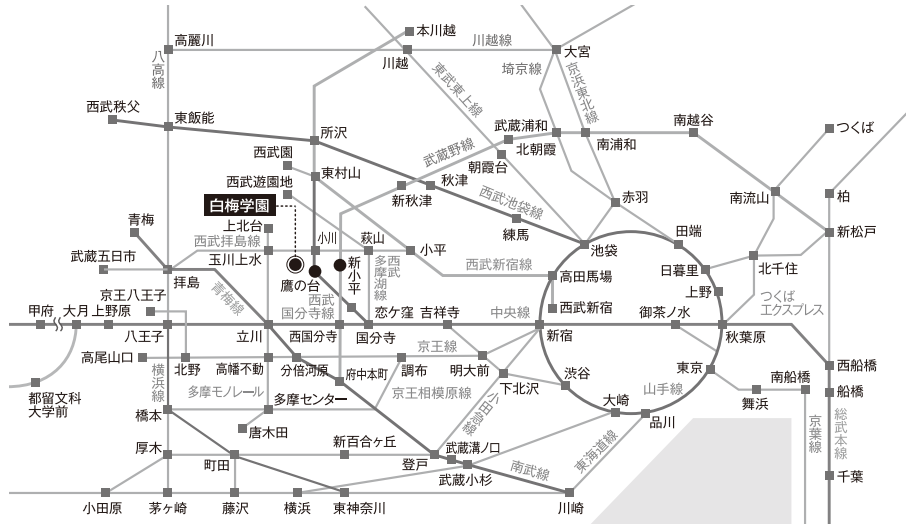 本川越
川越線
高麗川
川越
大宮
八高線
埼京線
京浜東北線
東武東上線
西武秩父
東飯能
所沢
武蔵浦和
南越谷
つくば
北朝霞
南浦和
武蔵野線
西武園
東村山
朝霞台
秋津
新秋津
西武遊園地
西武池袋線
赤羽
南流山
柏
白梅学園
青梅
上北台
小川
萩山
練馬
西武拝島線
小平
池袋
田端
新松戸
武蔵五日市
玉川上水
新小平
西武多摩湖線
西武新宿線
高田馬場
日暮里
北千住
拝島
鷹の台
京王八王子
青梅線
西武国分寺線
恋ケ窪
吉祥寺
中央線
西武新宿
上野
つくば
エクスプレス
甲府
大月
上野原
御茶ノ水
八王子
立川
西国分寺
国分寺
新宿
秋葉原
京王線
高尾山口
北野
高幡不動
分倍河原
府中本町
調布
明大前
東京
西船橋
南船橋
都留文科
大学前
横浜線
多摩モノレール
多摩センター
京王相模原線
下北沢
渋谷
山手線
舞浜
船橋
小田急線
大崎
品川
橋本
唐木田
京葉線
総武本線
新百合ヶ丘
武蔵溝ノ口
厚木
町田
登戸
武蔵小杉
南武線
東海道線
千葉
小田原
茅ヶ崎
藤沢
横浜
東神奈川
川崎